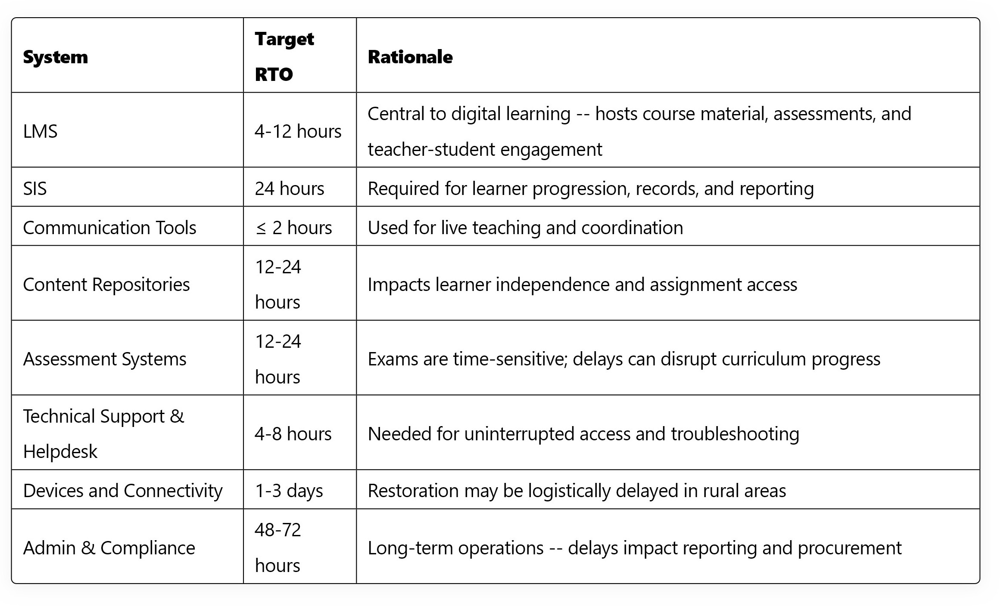 System
Target
RTO
Rationale
LMS
4-12 hours
Central to digital learning -- hosts course material, assessments, and
teacher-student engagement
SIS
24 hours
Required for learner progression, records, and reporting
Communication Tools
≤ 2 hours
Used for live teaching and coordination
Content Repositories
12-24
hours
Impacts learner independence and assignment access
Assessment Systems
12-24
hours
Exams are time-sensitive; delays can disrupt curriculum progress
Technical Support &
Helpdesk
4-8 hours
Needed for uninterrupted access and troubleshooting
Devices and Connectivity
1-3 days
Restoration may be logistically delayed in rural areas
Admin & Compliance
48-72
hours
Long-term operations -- delays impact reporting and procurement